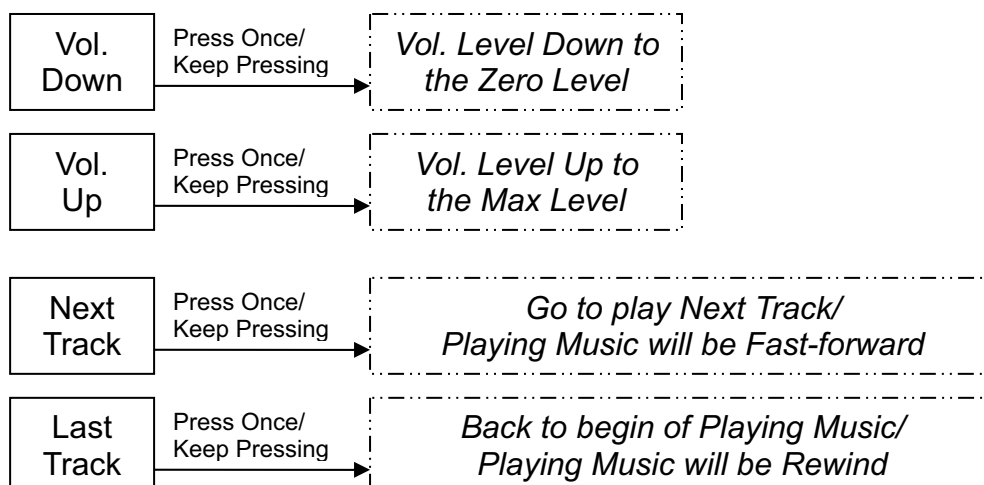 Vol.
Down
Press Once/
Keep Pressing
Vol. Level Down to
the Zero Level
Vol.
Up
Press Once/
Keep Pressing
Vol. Level Up to
the Max Level
Next
Track
Press Once/
Keep Pressing
Go to play Next Track/
Playing Music will be Fast-forward
Last
Track
Press Once/
Keep Pressing
Back to begin of Playing Music/
Playing Music will be Rewind